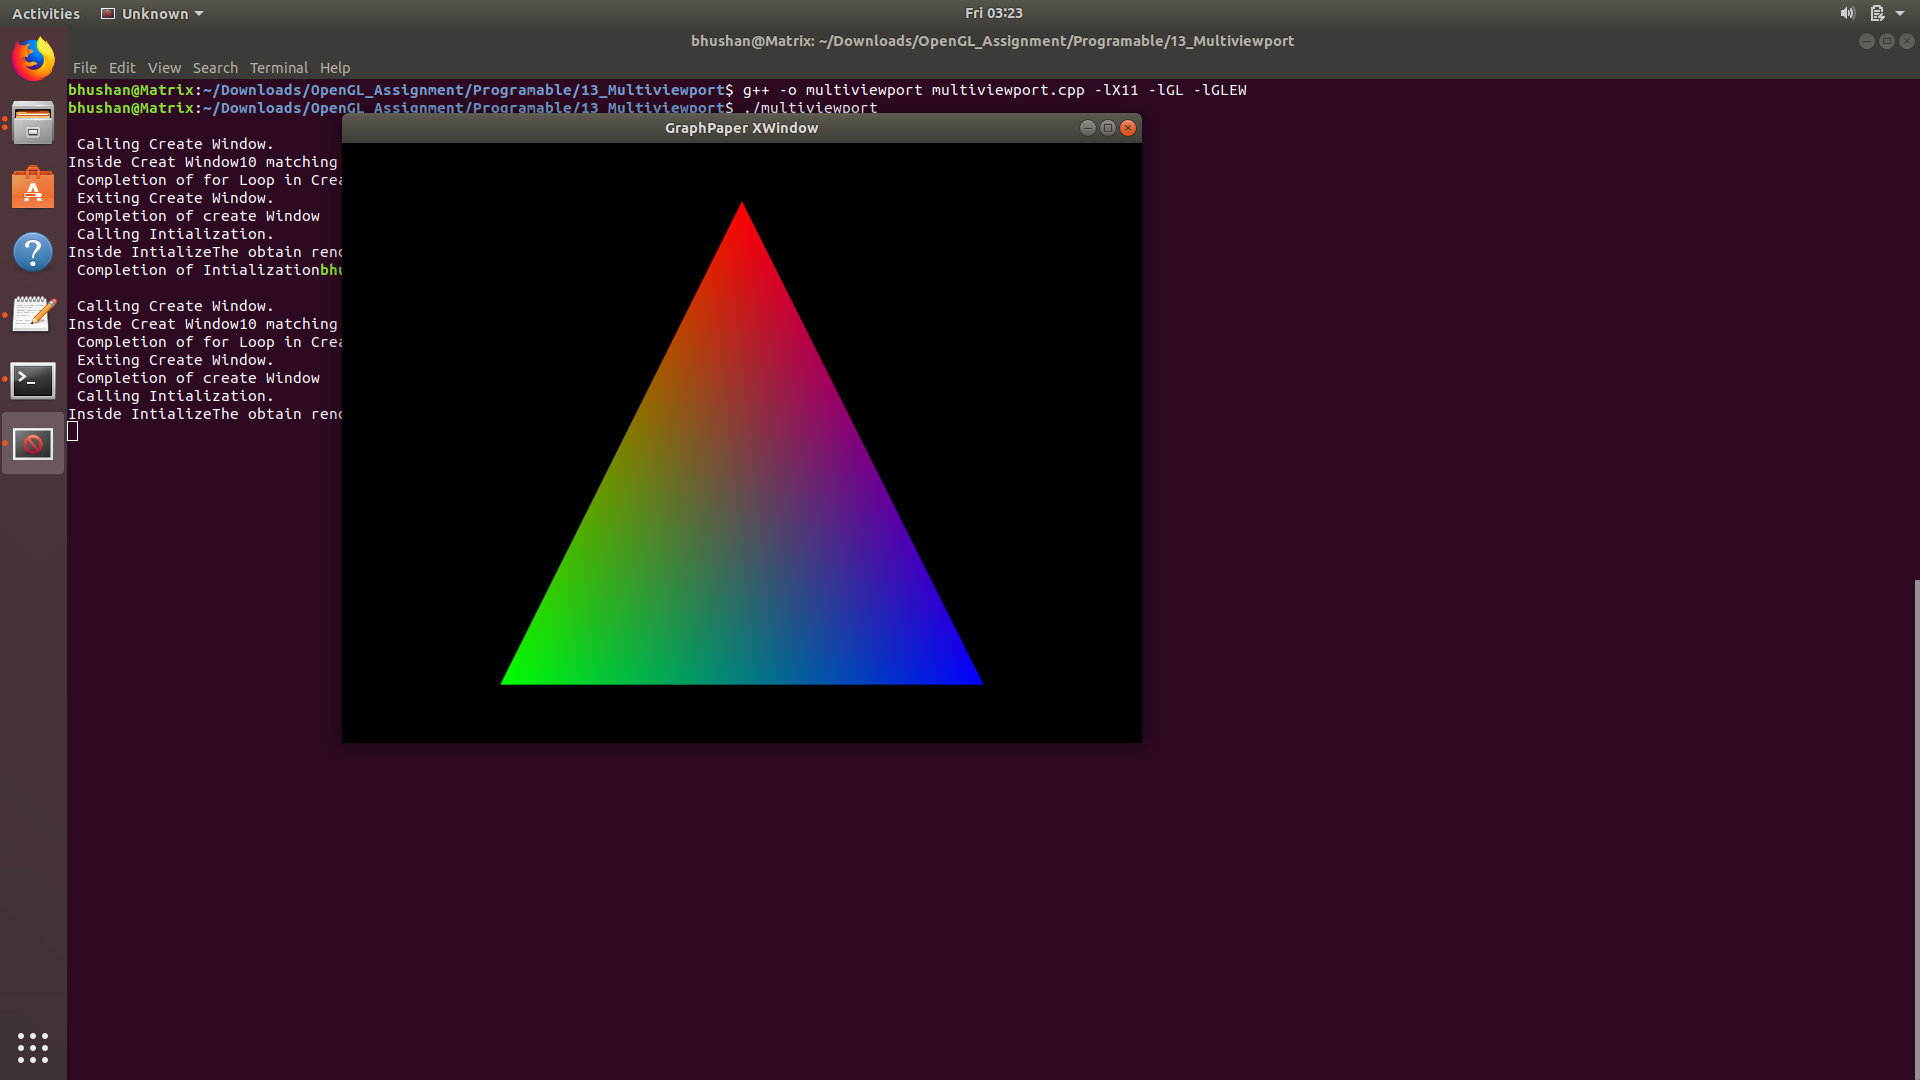 Activities Unknown Fri 03:23
bhushan@Matrix: ~/Downloads/OpenGL_Assignment/Programable/13_Multiviewport
File Edit View Search Terminal Help
bhushan@Matrix:~/Downloads/OpenGL_Assignment/Programable/13_Multiviewport$ g++ -o multiviewport multiviewport.cpp -lX11 -lGL -lGLEW
bhushan@Matrix:~/Downloads/OpenGL_Assignment/Programable/13_Multiviewport$ ./multiviewport
GraphPaper XWindow
Calling Create Window.
Inside Creat Window10 matching
Completion of for Loop in Crea
Exiting Create Window.
Completion of create Window
Calling Intialization.
Inside IntializeThe obtain rend
Completion of Intializationbhu
Calling Create Window.
Inside Creat Window10 matching
Completion of for Loop in Crea
Exiting Create Window.
Completion of create Window
Calling Intialization.
Inside IntializeThe obtain rend